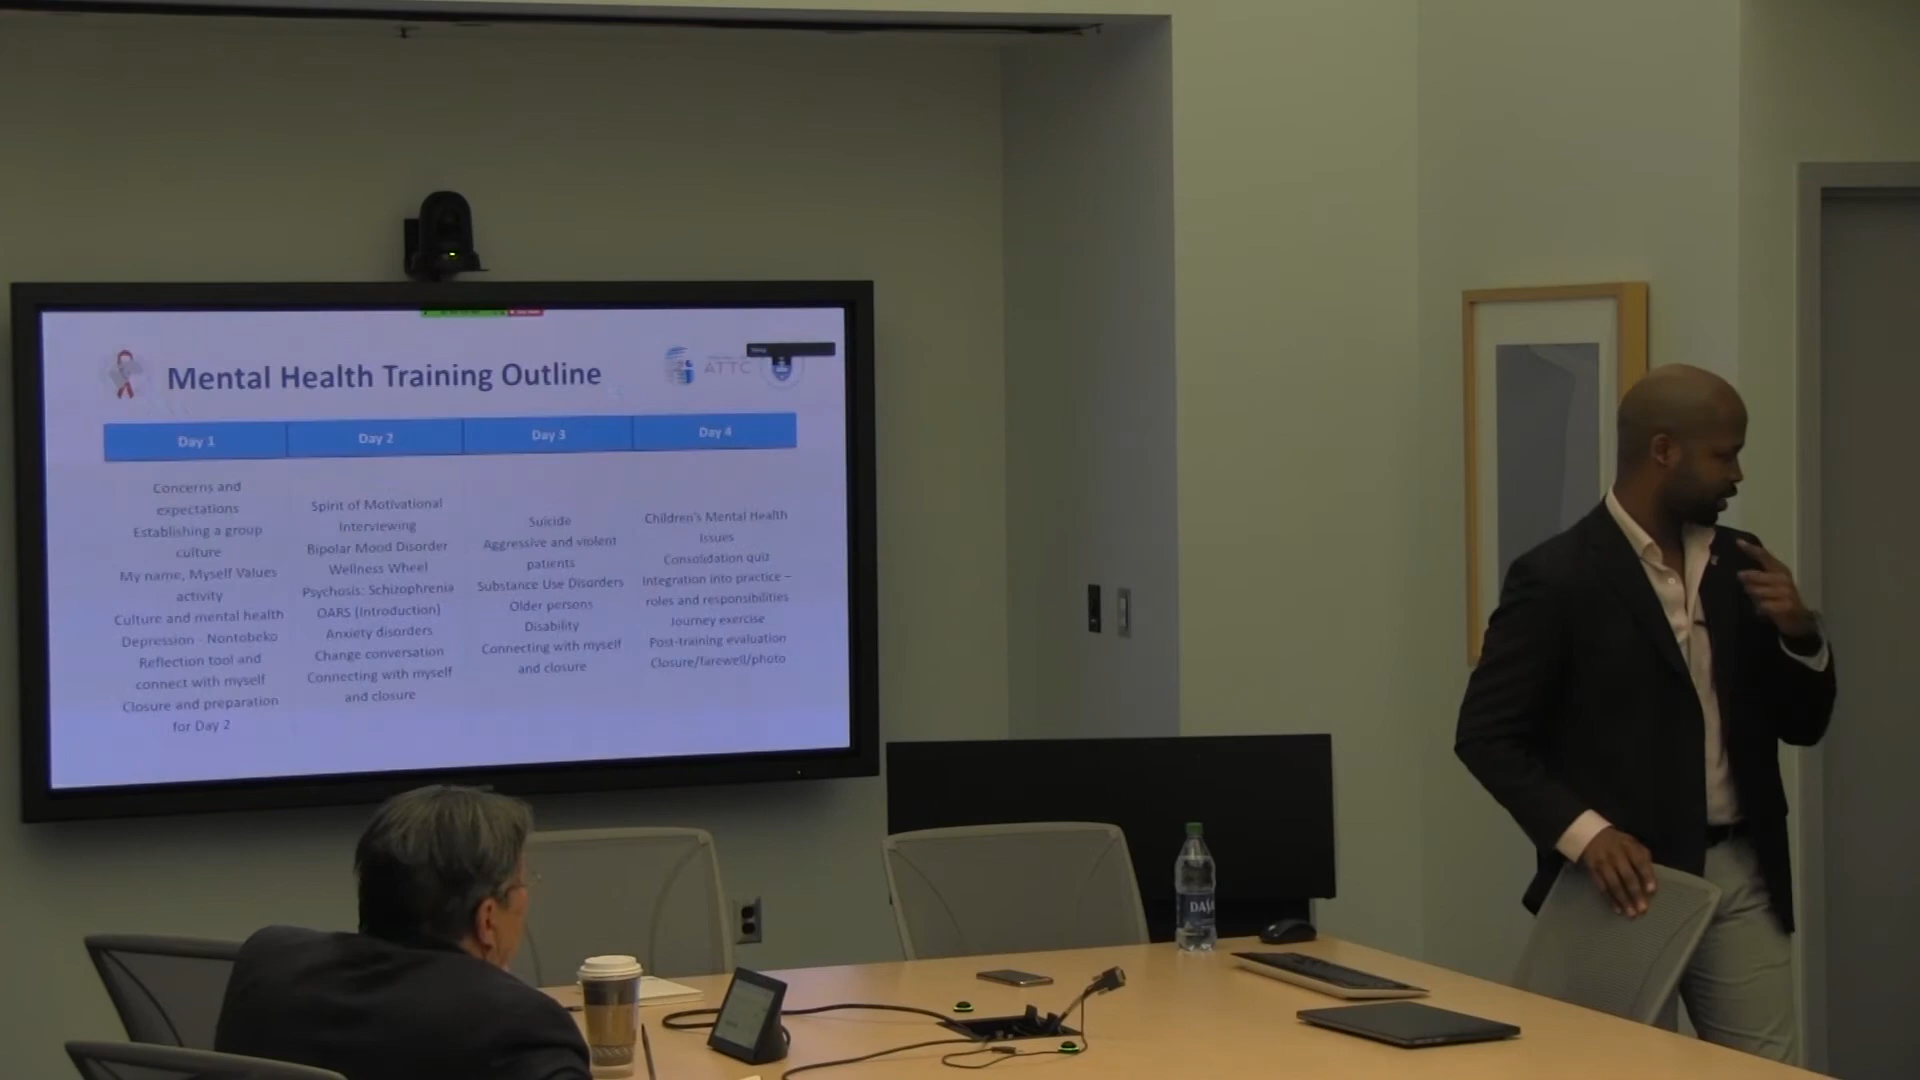 Mental Health Training Outline
ATTC
Day 1
Day 2
Day 3
Day 4
Concerns and
expectations
Establishing a group
culture
My name, Myself Values
activity
Culture and mental health
Depression - Nontobeko
Reflection tool and
connect with myself
Closure and preparation
for Day 2
Spirit of Motivational
Interviewing
Bipolar Mood Disorder
Wellness Wheel
Psychosis: Schizophrenia
OARS (Introduction)
Anxiety disorders
Change conversation
Connecting with myself
and closure
Suicide
Aggressive and violent
patients
Substance Use Disorders
Older persons
Disability
Connecting with myself
and closure
Children's Mental Health
Issues
Consolidation quiz
Integration into practice –
roles and responsibilities
Journey exercise
Post-training evaluation
Closure/farewell/photo